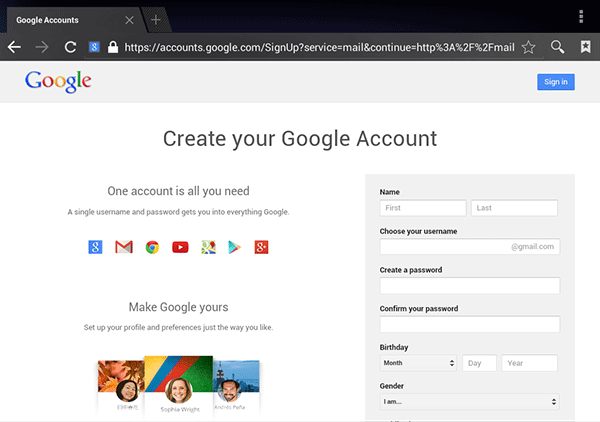 Google Accounts
https://accounts.google.com/SignUp?service=mail&continue=http%3A%2F%2Fmail
Google
Sign in
Create your Google Account
One account is all you need
A single username and password gets you into everything Google.
Make Google yours
Set up your profile and preferences just the way you like.
Sophia Wright
Andrés Peña
Name
First
Last
Choose your username
@gmail.com
Create a password
Confirm your password
Birthday
Month
Day
Year
Gender
I am...